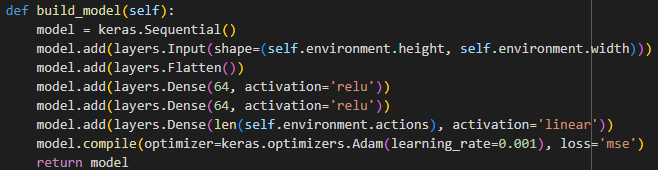 def build_model(self):
    model = keras.Sequential()
    model.add(layers.Input(shape=(self.environment.height, self.environment.width)))
    model.add(layers.Flatten())
    model.add(layers.Dense(64, activation='relu'))
    model.add(layers.Dense(64, activation='relu'))
    model.add(layers.Dense(len(self.environment.actions), activation='linear'))
    model.compile(optimizer=keras.optimizers.Adam(learning_rate=0.001), loss='mse')
    return model